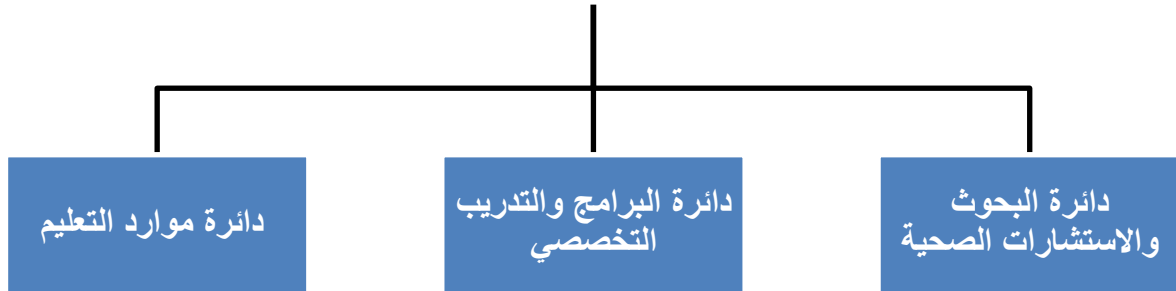 دائرة البحوث
والاستشارات الصحية
دائرة البرامج والتدريب
التخصصي
دائرة موارد التعليم